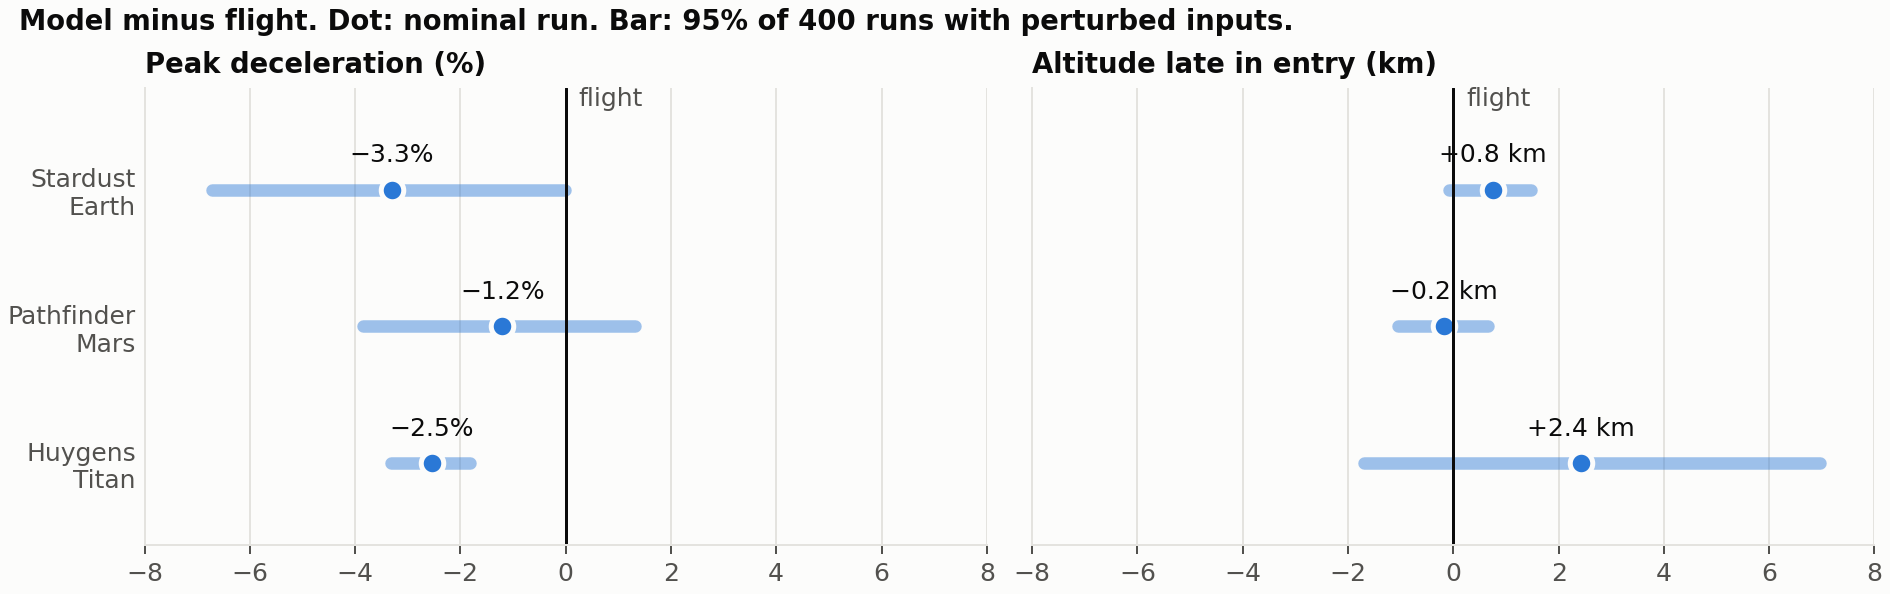 Model minus flight. Dot: nominal run. Bar: 95% of 400 runs with perturbed inputs.
Peak deceleration (%)
flight
−3.3%
Stardust
Earth
−1.2%
Pathfinder
Mars
−2.5%
Huygens
Titan
−8 −6 −4 −2 0 2 4 6 8
Altitude late in entry (km)
flight
+0.8 km
−0.2 km
+2.4 km
−8 −6 −4 −2 0 2 4 6 8